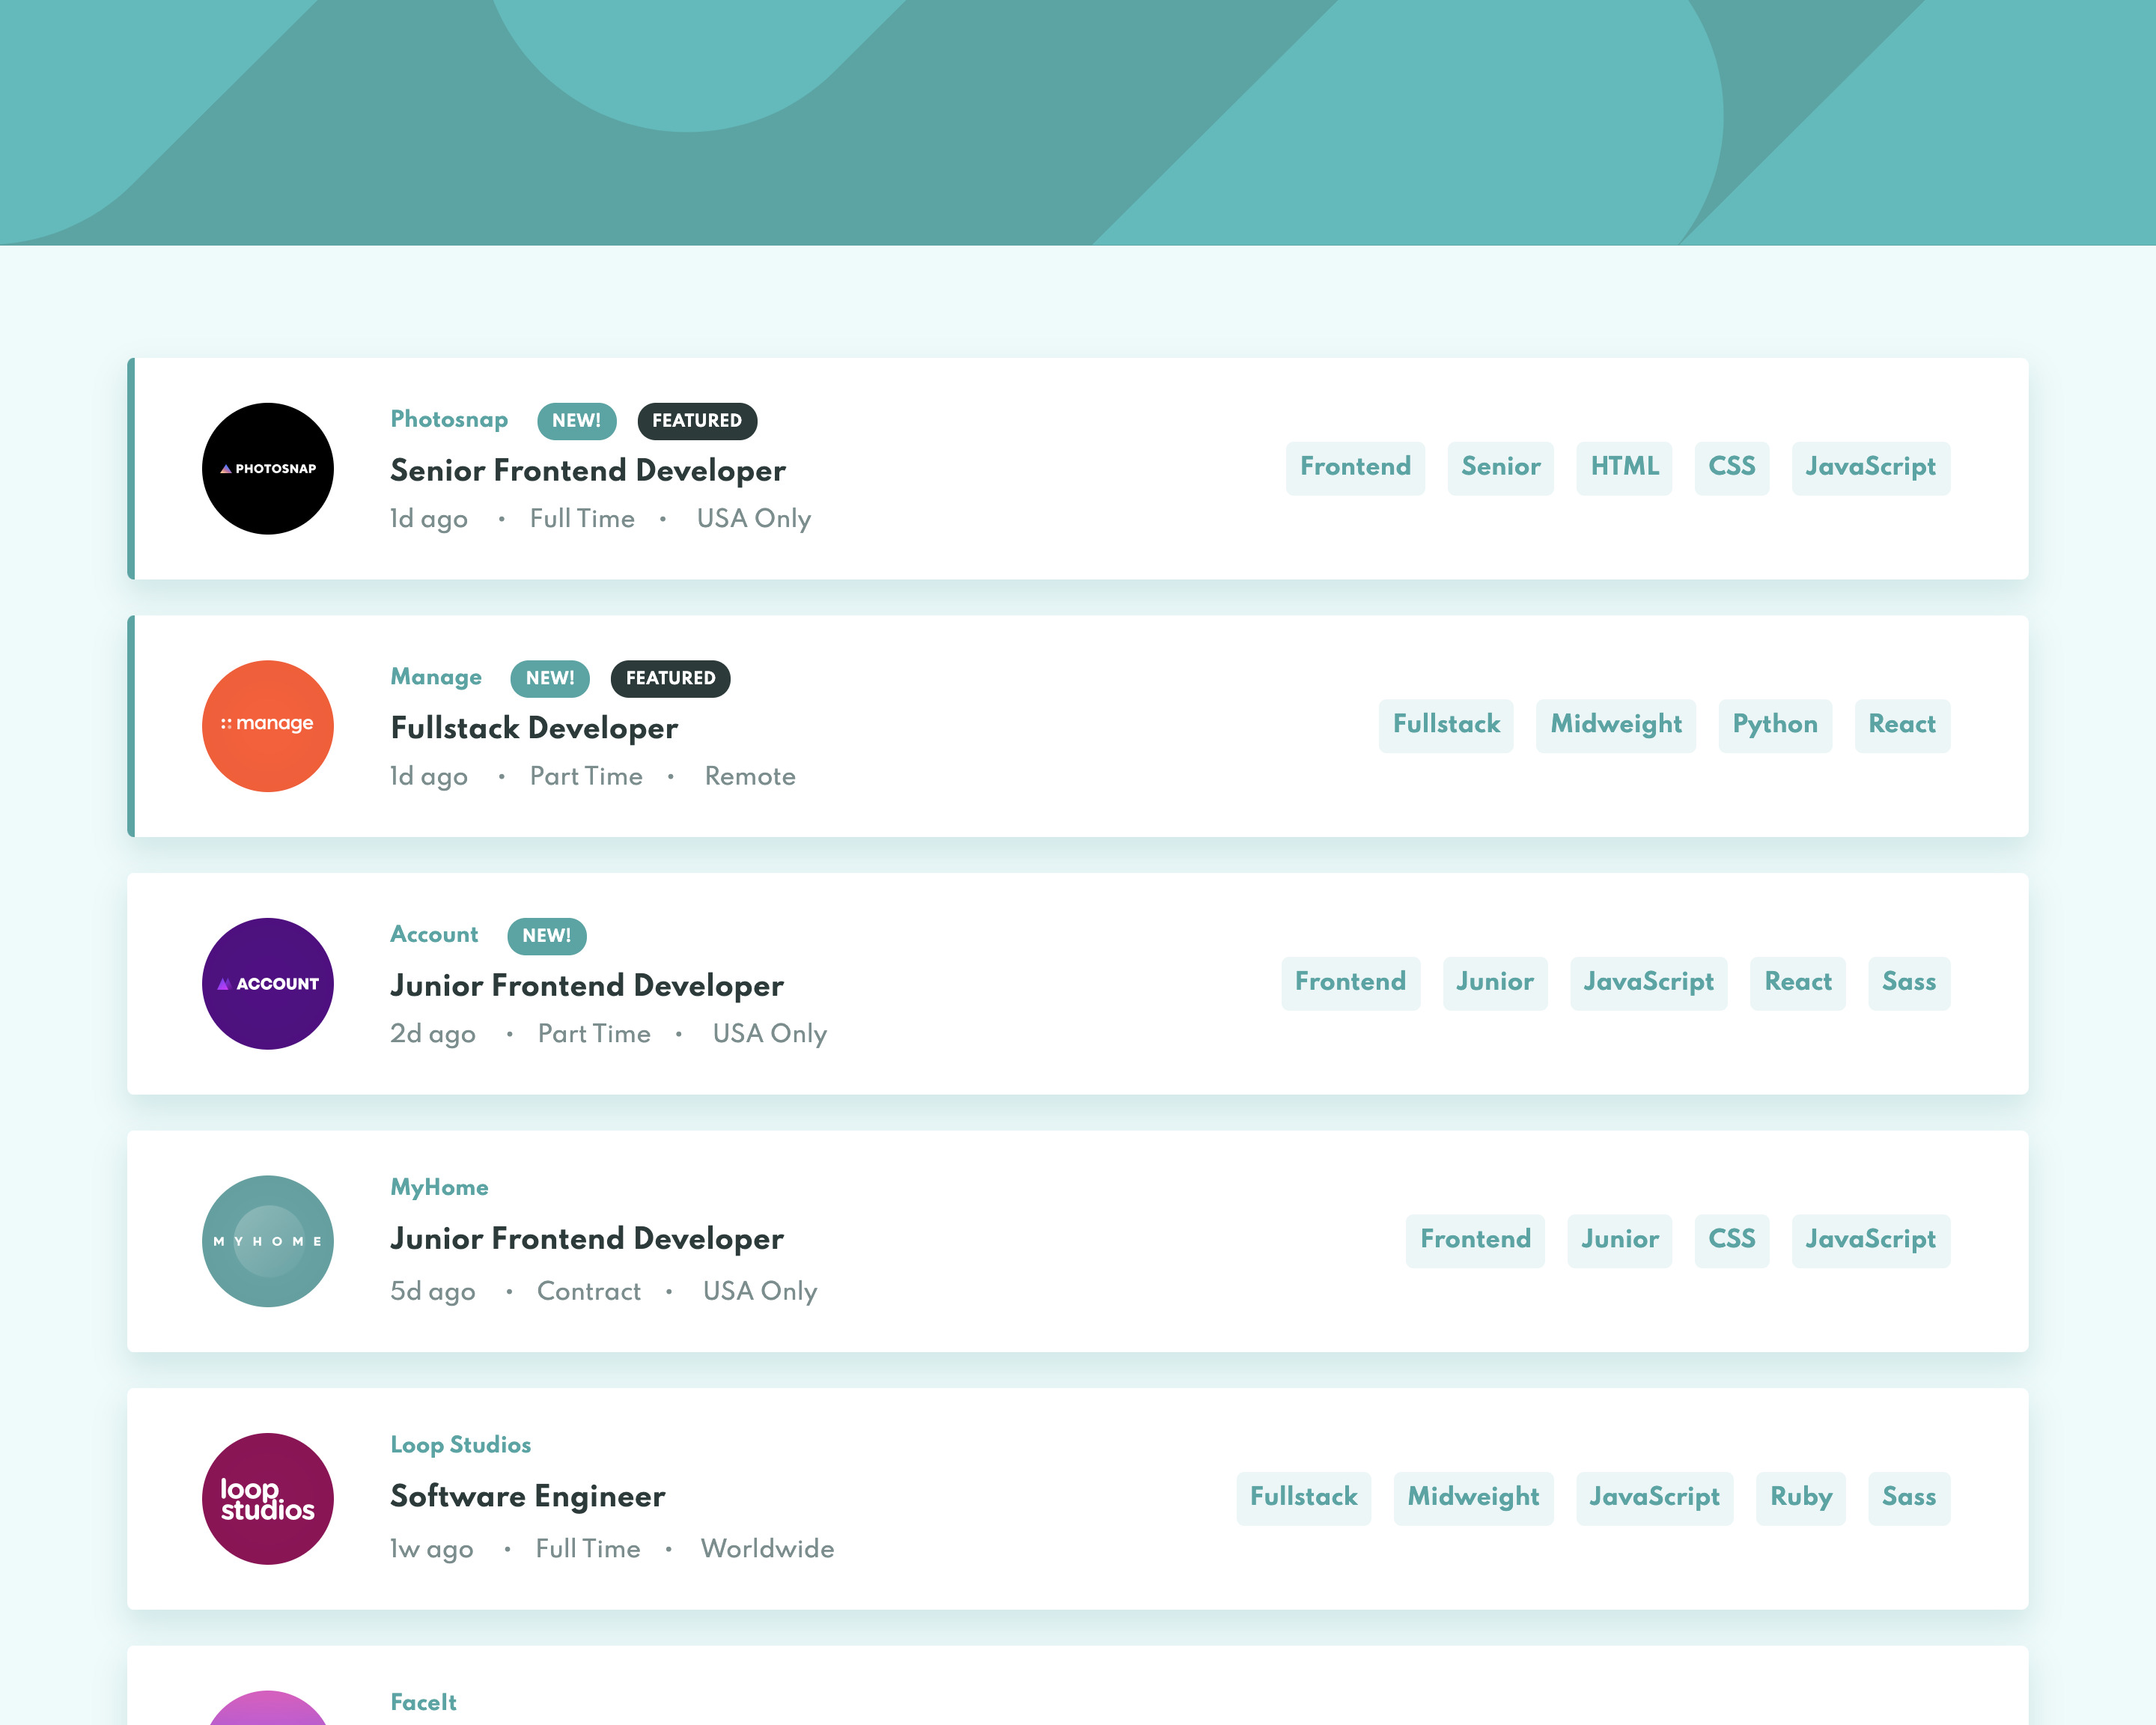 PHOTOSNAP
Photosnap NEW! FEATURED
Senior Frontend Developer
1d ago • Full Time • USA Only
Frontend Senior HTML CSS JavaScript
manage
Manage NEW! FEATURED
Fullstack Developer
1d ago • Part Time • Remote
Fullstack Midweight Python React
ACCOUNT
Account NEW!
Junior Frontend Developer
2d ago • Part Time • USA Only
Frontend Junior JavaScript React Sass
MYHOME
MyHome
Junior Frontend Developer
5d ago • Contract • USA Only
Frontend Junior CSS JavaScript
loop
studios
Loop Studios
Software Engineer
1w ago • Full Time • Worldwide
Fullstack Midweight JavaScript Ruby Sass
FaceIt